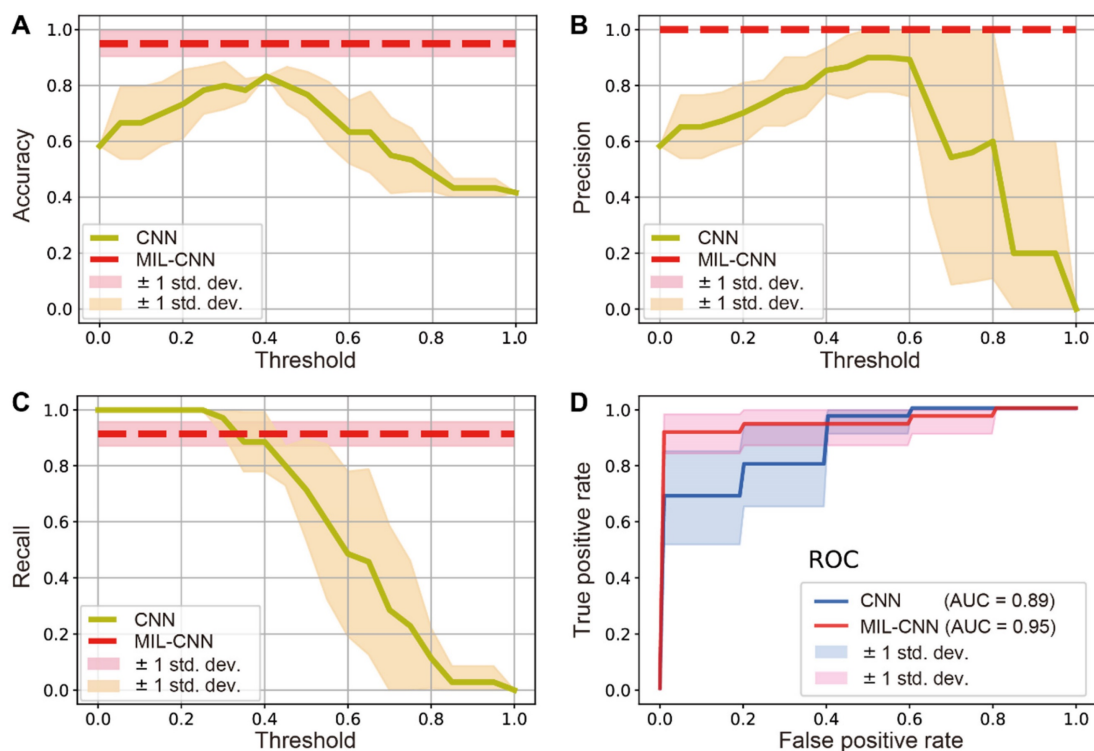 A
1.0
0.8
0.6
0.4
0.2
0.0
Accuracy
CNN
MIL-CNN
± 1 std. dev.
± 1 std. dev.
0.0 0.2 0.4 0.6 0.8 1.0
Threshold
B
1.0
0.8
0.6
0.4
0.2
0.0
Precision
CNN
MIL-CNN
± 1 std. dev.
± 1 std. dev.
0.0 0.2 0.4 0.6 0.8 1.0
Threshold
C
1.0
0.8
0.6
0.4
0.2
0.0
Recall
CNN
MIL-CNN
± 1 std. dev.
± 1 std. dev.
0.0 0.2 0.4 0.6 0.8 1.0
Threshold
D
1.0
0.8
0.6
0.4
0.2
0.0
True positive rate
ROC
CNN (AUC = 0.89)
MIL-CNN (AUC = 0.95)
± 1 std. dev.
± 1 std. dev.
0.0 0.2 0.4 0.6 0.8 1.0
False positive rate